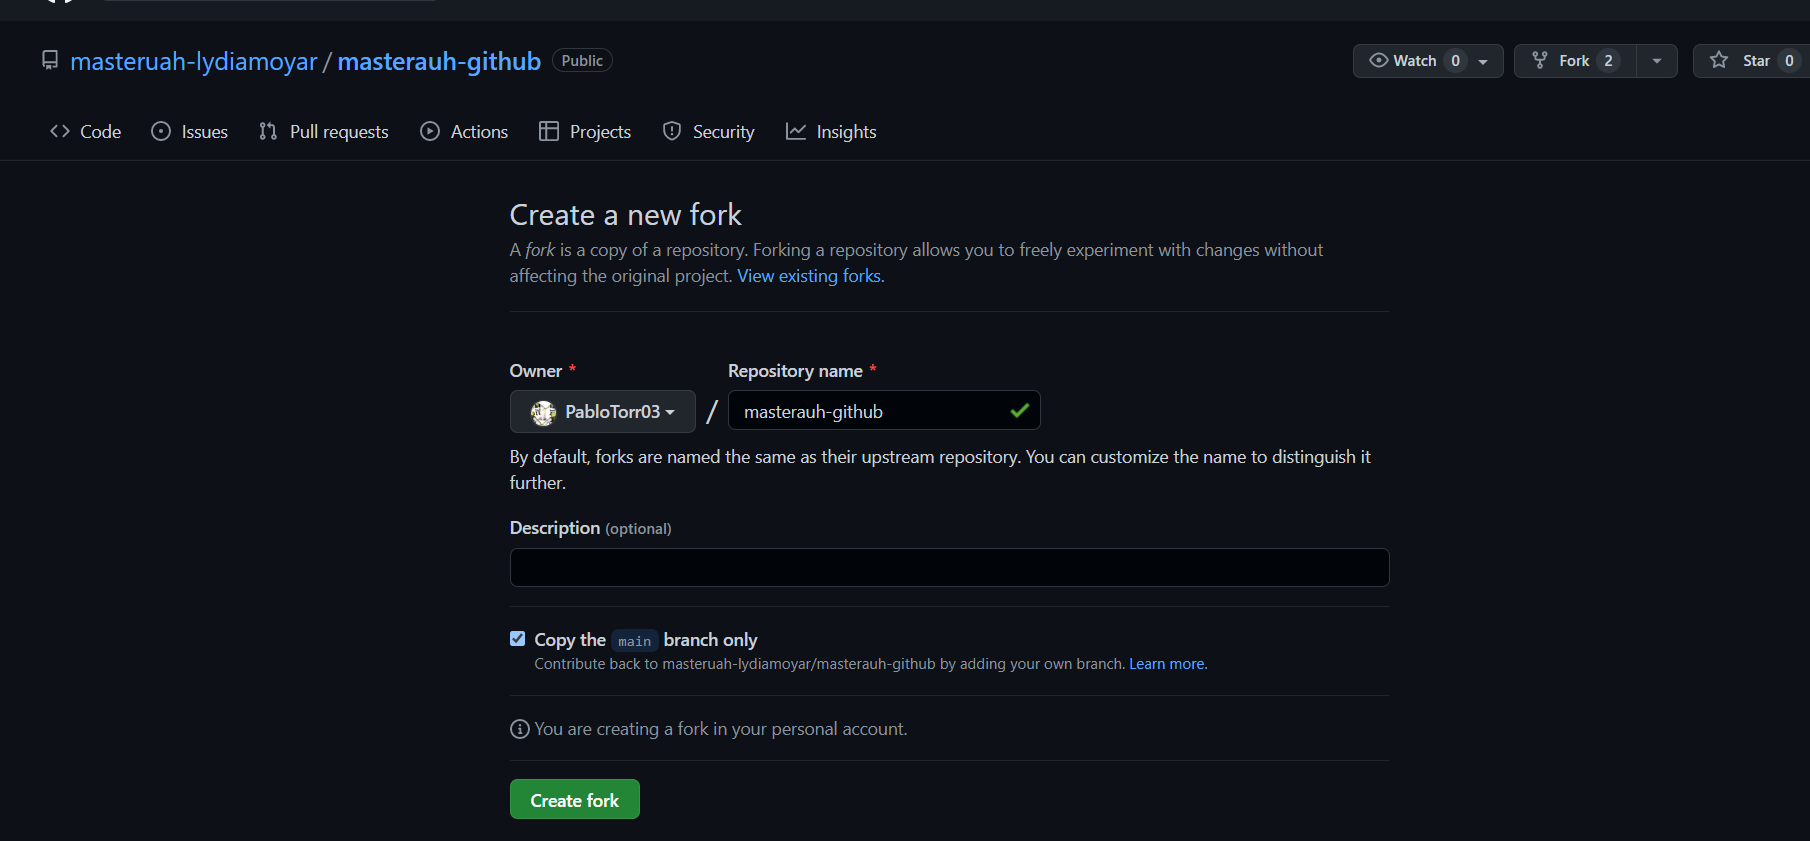 masteruah-lydiamoyar / masterauh-github Public Watch 0 Fork 2 Star 0
Code Issues Pull requests Actions Projects Security Insights
Create a new fork
A fork is a copy of a repository. Forking a repository allows you to freely experiment with changes without
affecting the original project. View existing forks.
Owner * Repository name *
PabloTorr03 / masterauh-github
By default, forks are named the same as their upstream repository. You can customize the name to distinguish it
further.
Description (optional)
Copy the main branch only
Contribute back to masteruah-lydiamoyar/masterauh-github by adding your own branch. Learn more.
You are creating a fork in your personal account.
Create fork